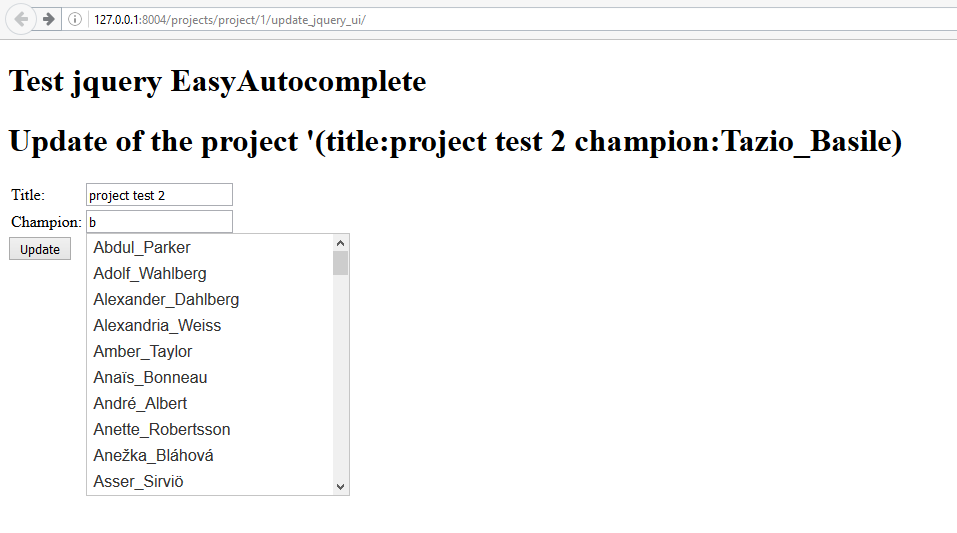 127.0.0.1:8004/projects/project/1/update_jquery_ui/
Test jquery EasyAutocomplete
Update of the project '(title:project test 2 champion:Tazio_Basile)
Title: project test 2
Champion: b
Update
Abdul_Parker
Adolf_Wahlberg
Alexander_Dahlberg
Alexandria_Weiss
Amber_Taylor
Anaïs_Bonneau
André_Albert
Anette_Robertsson
Anežka_Bláhová
Asser_Sirviö